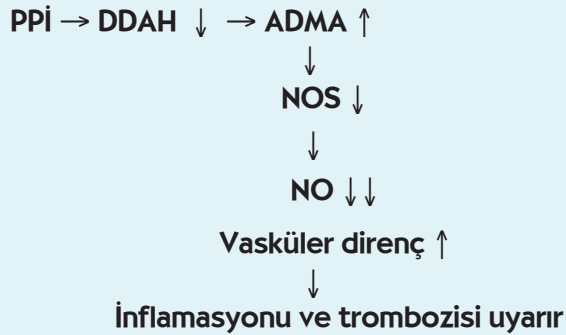 PPİ → DDAH ↓ → ADMA ↑
↓
NOS ↓
↓
NO ↓↓
Vasküler direnç ↑
↓
İnflamasyonu ve trombozisi uyarır